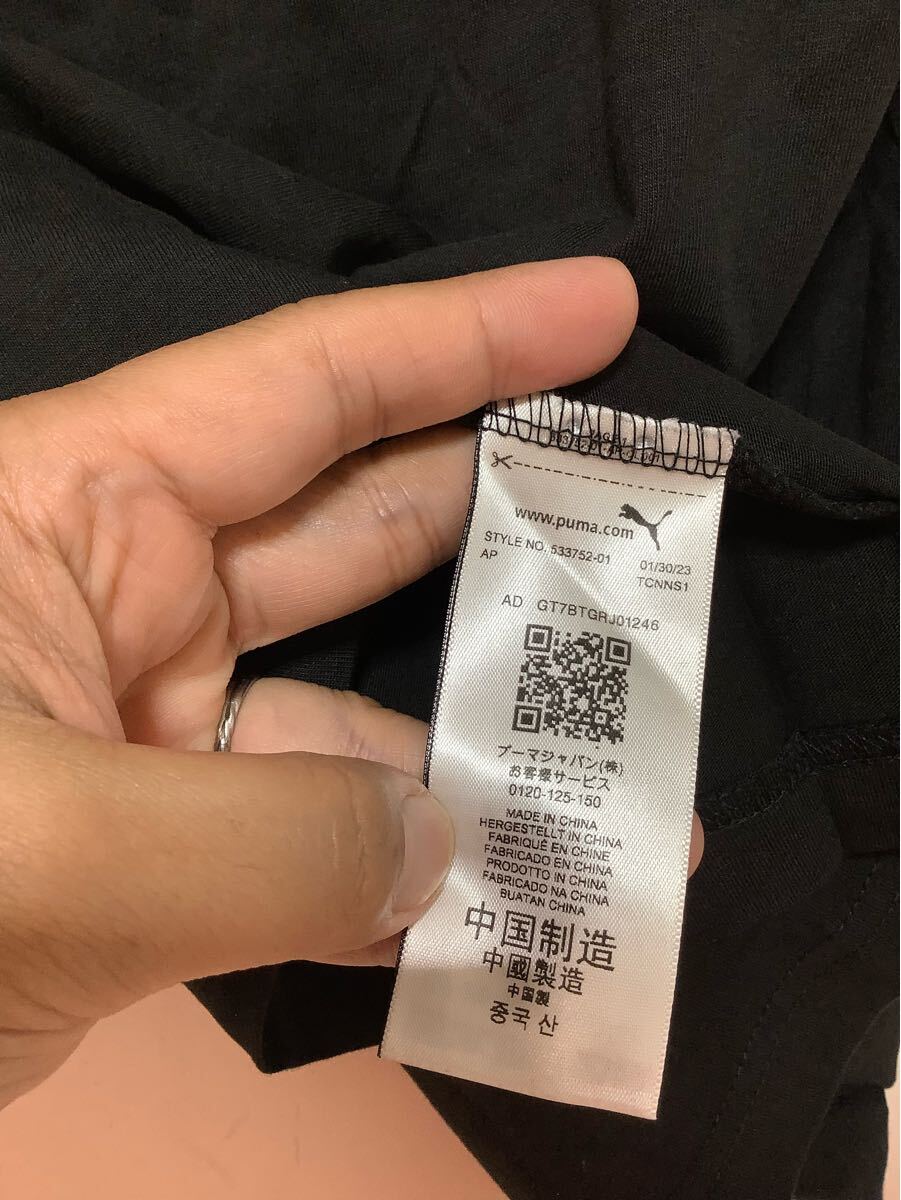 www.puma.com
STYLE NO. 533752-01 01/30/23
AP TCNNS1
AD GT7BTGRJ01246
プーマジャパン(株)
お客様サービス
0120-125-150
MADE IN CHINA
HERGESTELLT IN CHINA
FABRIQUÉ EN CHINE
FABRICADO EN CHINA
PRODOTTO IN CHINA
FABRICADO NA CHINA
BUATAN CHINA
中国制造
中國製造
中国製
중국 산